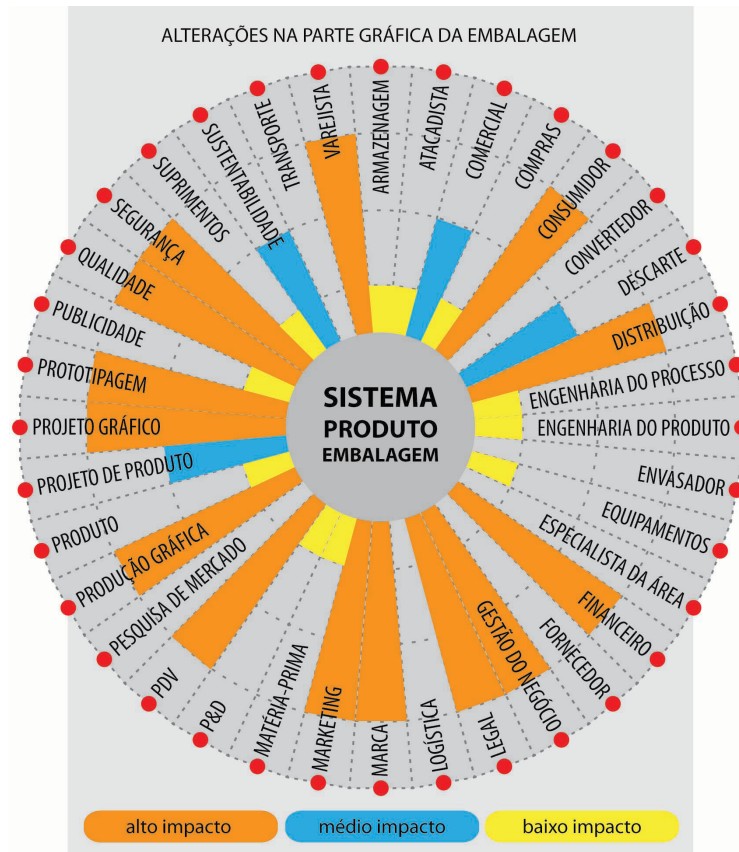 ALTERAÇÕES NA PARTE GRÁFICA DA EMBALAGEM
ARMAZENAGEM
ATACADISTA
COMERCIAL
COMPRAS
CONSUMIDOR
CONVERTEDOR
DESCARTE
DISTRIBUIÇÃO
ENGENHARIA DO PROCESSO
ENGENHARIA DO PRODUTO
ENVASADOR
EQUIPAMENTOS
ESPECIALISTA DA ÁREA
FINANCEIRO
FORNECEDOR
GESTÃO DO NEGÓCIO
LEGAL
LOGÍSTICA
MARCA
MARKETING
MATÉRIA-PRIMA
P&D
PDV
PESQUISA DE MERCADO
PRODUÇÃO GRÁFICA
PRODUTO
PROJETO DE PRODUTO
PROJETO GRÁFICO
PROTOTIPAGEM
PUBLICIDADE
QUALIDADE
SEGURANÇA
SUPRIMENTOS
SUSTENTABILIDADE
TRANSPORTE
VAREJISTA
SISTEMA
PRODUTO
EMBALAGEM
alto impacto
médio impacto
baixo impacto